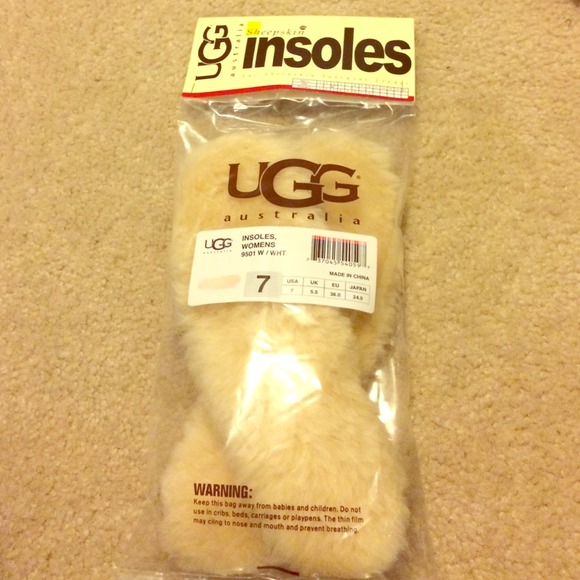 UGG
australia
Sheepskin
insoles
UGG
australia
UGG
australia
INSOLES,
WOMENS
9501 W / WHT
MADE IN CHINA
7
USA UK EU JAPAN
7 5.5 38.0 24.0
WARNING:
Keep this bag away from babies and children. Do not
use in cribs, beds, carriages or playpens. The thin film
may cling to nose and mouth and prevent breathing.